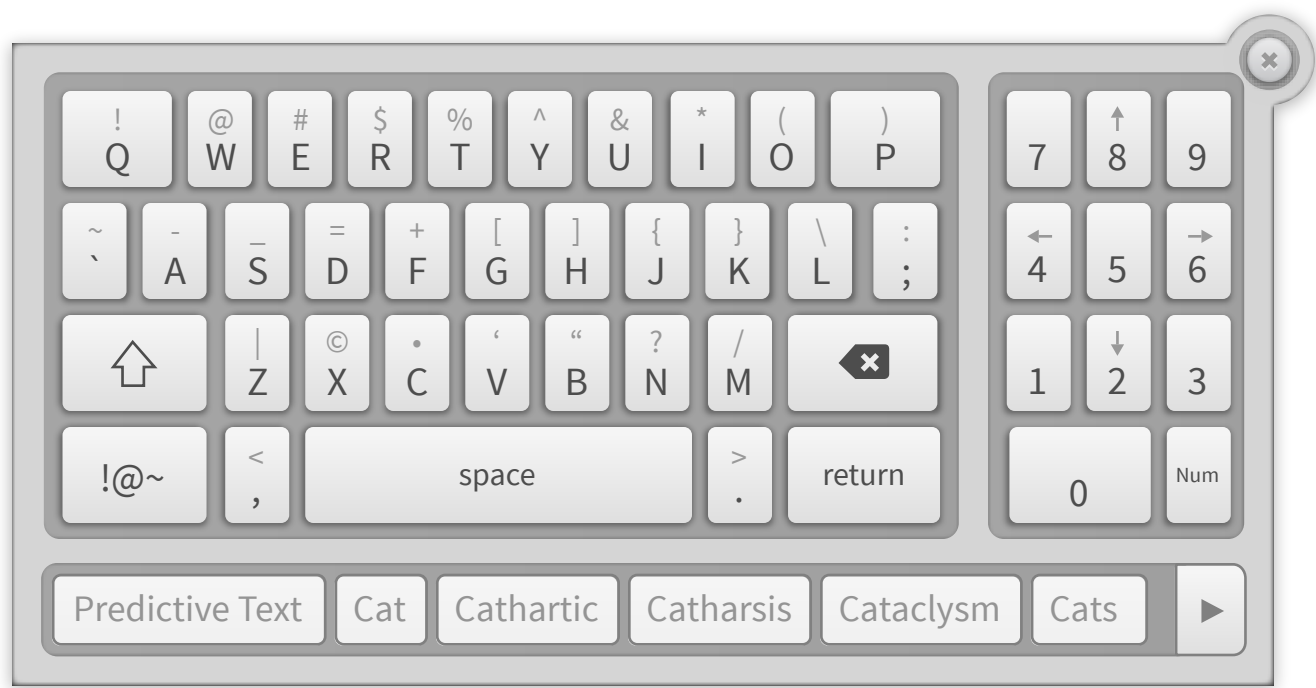 ! @ # $ % ^ & * ( ) ↑
Q W E R T Y U I O P 7 8 9
~ - _ = + [ ] { } \ : ← →
` A S D F G H J K L ; 4 5 6
| © • ‘ “ ? / ↓
Z X C V B N M 1 2 3
< >
!@~ , space . return 0 Num
Predictive Text Cat Cathartic Catharsis Cataclysm Cats